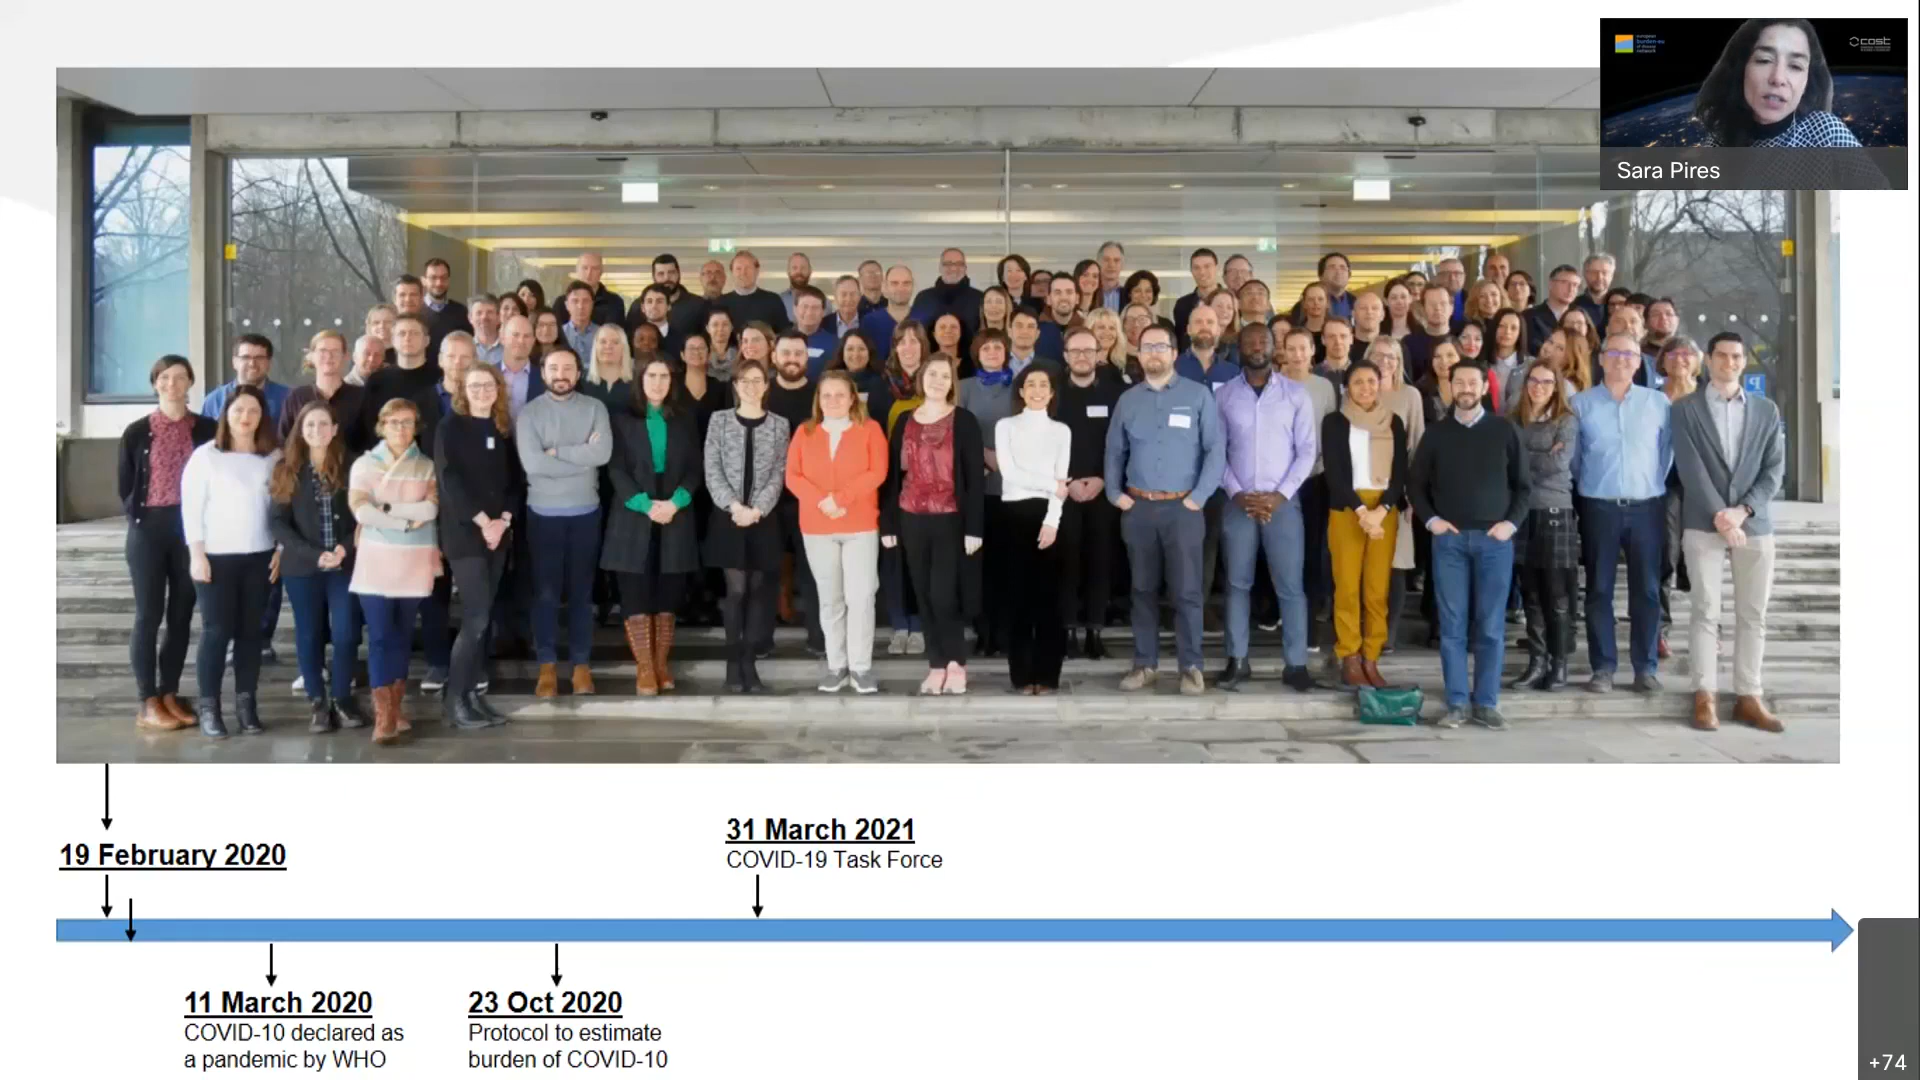 COST
Sara Pires
19 February 2020
31 March 2021
COVID-19 Task Force
11 March 2020
COVID-10 declared as
a pandemic by WHO
23 Oct 2020
Protocol to estimate
burden of COVID-10
+74